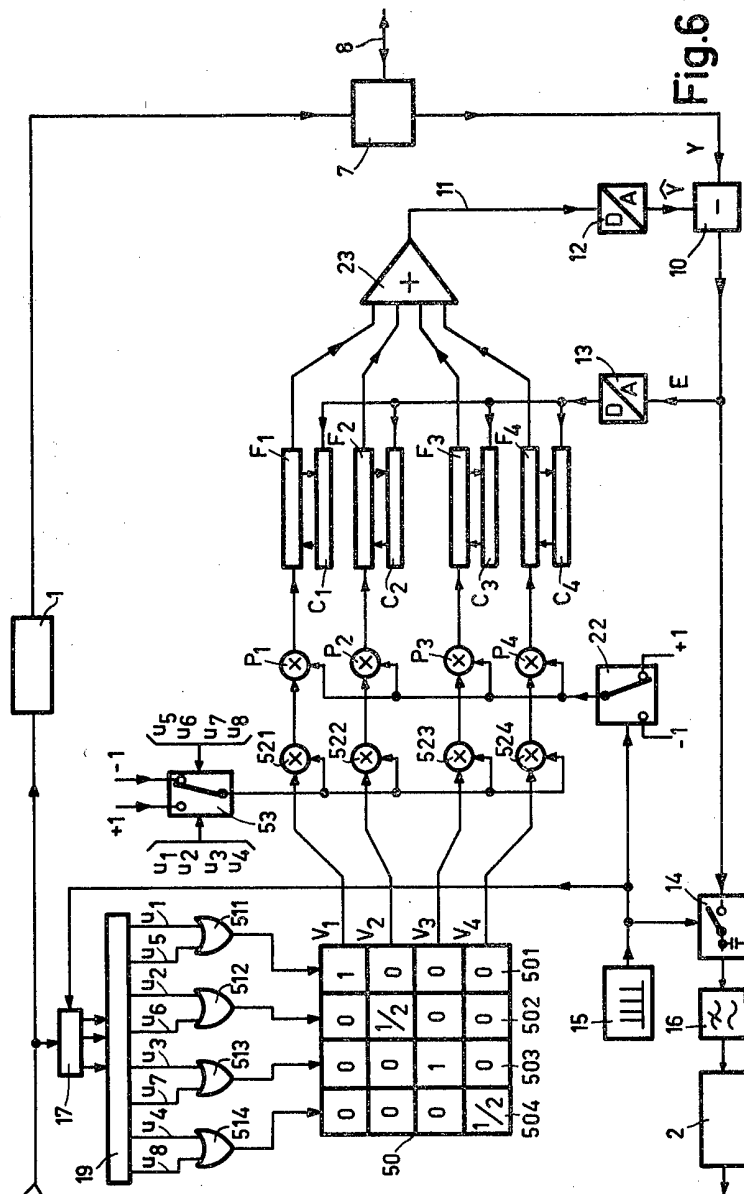 1
8
7
Fig.6
Y
Ŷ
10
−
D
A
12
11
23
+
13
D
A
E
F1
F2
F3
F4
C1
C2
C3
C4
P1
P2
P3
P4
×
×
×
×
521
522
523
524
×
×
×
×
22
+1
-1
u5
u6
u7
u8
-1
+1
53
u1
u2
u3
u4
17
19
u1
u5
u2
u6
u3
u7
u4
u8
511
512
513
514
V1
V2
V3
V4
0 0 0 1
0 0 1/2 0
0 1 0 0
1/2 0 0 0
504 503 502 501
50
15
14
16
2